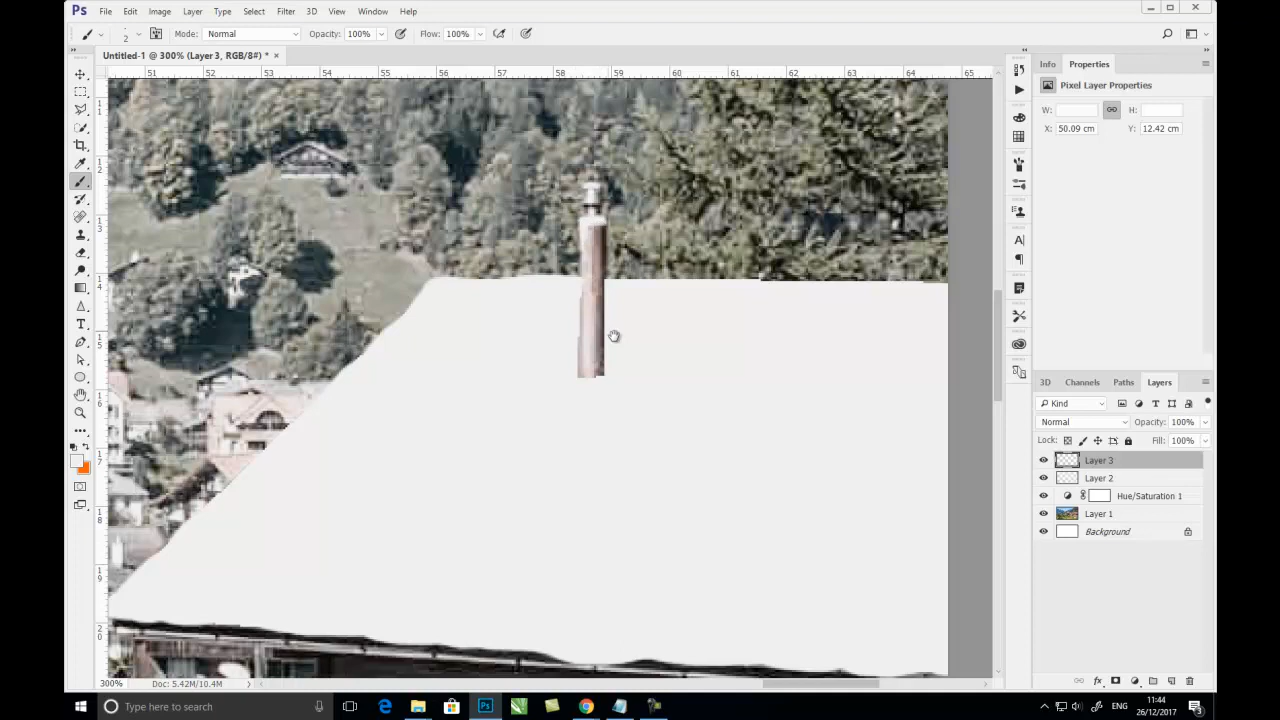 Ps File Edit Image Layer Type Select Filter 3D View Window Help
2 Mode: Normal Opacity: 100% Flow: 100%
Untitled-1 @ 300% (Layer 3, RGB/8#) * ×
51 52 53 54 55 56 57 58 59 60 61 62 63 64 65
Info Properties
Pixel Layer Properties
W: H:
X: 50.09 cm Y: 12.42 cm
3D Channels Paths Layers
Kind
Normal Opacity: 100%
Lock: Fill: 100%
Layer 3
Layer 2
Hue/Saturation 1
Layer 1
Background
300% Doc: 5.42M/10.4M
Type here to search
ENG
11:44
26/12/2017